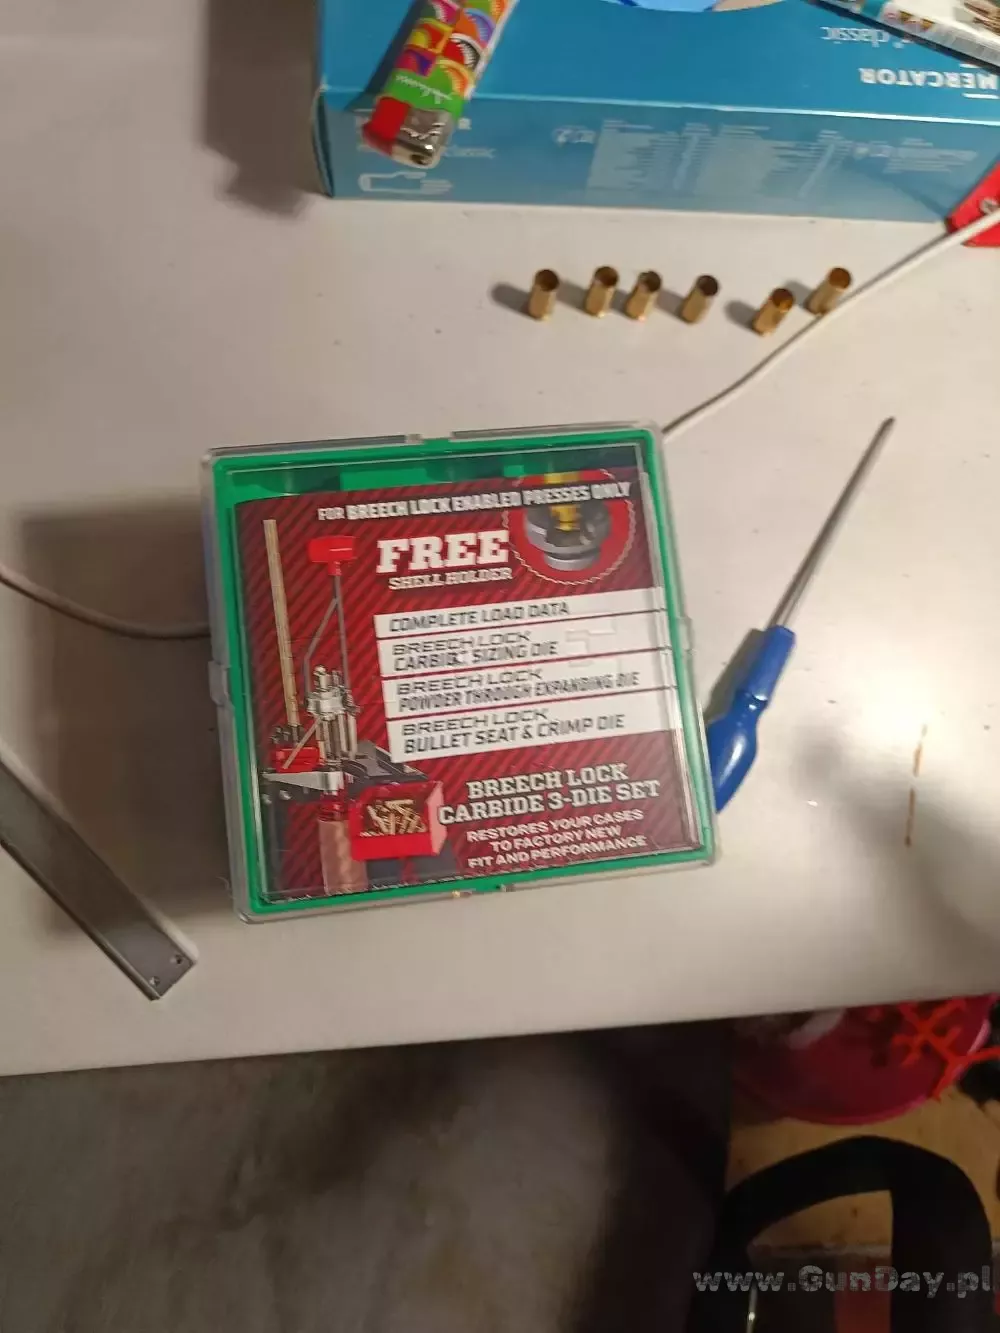 classic
MERCATOR
FOR BREECH LOCK ENABLED PRESSES ONLY
FREE
SHELL HOLDER
COMPLETE LOAD DATA
BREECH LOCK
CARBIDE SIZING DIE
BREECH LOCK
POWDER THROUGH EXPANDING DIE
BREECH LOCK
BULLET SEAT & CRIMP DIE
BREECH LOCK
CARBIDE 3-DIE SET
RESTORES YOUR CASES
TO FACTORY NEW
FIT AND PERFORMANCE
www.GunDay.pl